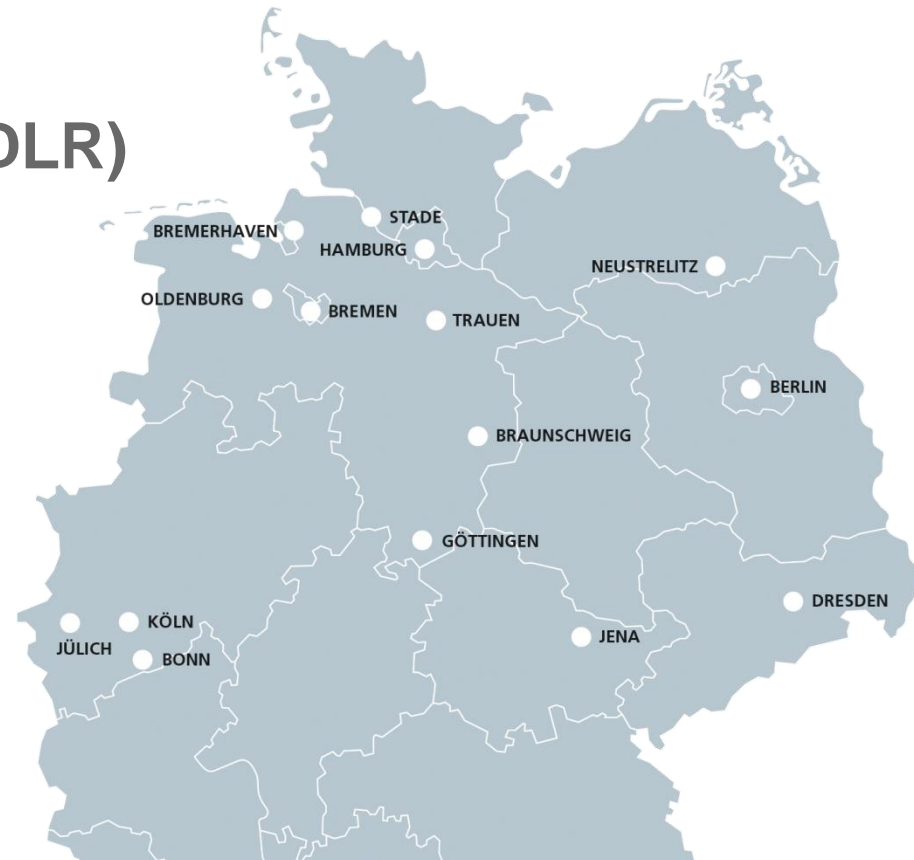 DLR)
STADE
BREMERHAVEN
HAMBURG
NEUSTRELITZ
OLDENBURG
BREMEN
TRAUEN
BERLIN
BRAUNSCHWEIG
GÖTTINGEN
DRESDEN
KÖLN
JENA
JÜLICH
BONN